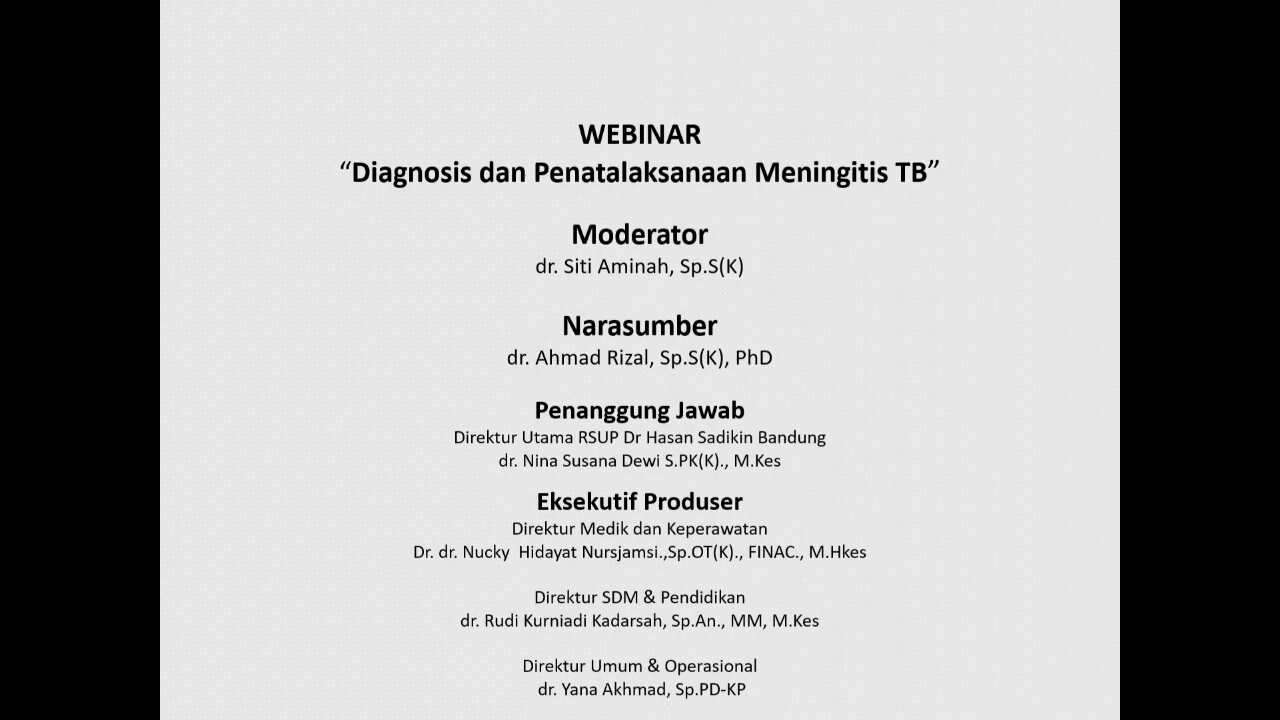 WEBINAR
“Diagnosis dan Penatalaksanaan Meningitis TB”
Moderator
dr. Siti Aminah, Sp.S(K)
Narasumber
dr. Ahmad Rizal, Sp.S(K), PhD
Penanggung Jawab
Direktur Utama RSUP Dr Hasan Sadikin Bandung
dr. Nina Susana Dewi S.PK(K)., M.Kes
Eksekutif Produser
Direktur Medik dan Keperawatan
Dr. dr. Nucky  Hidayat Nursjamsi.,Sp.OT(K)., FINAC., M.Hkes
Direktur SDM & Pendidikan
dr. Rudi Kurniadi Kadarsah, Sp.An., MM, M.Kes
Direktur Umum & Operasional
dr. Yana Akhmad, Sp.PD-KP